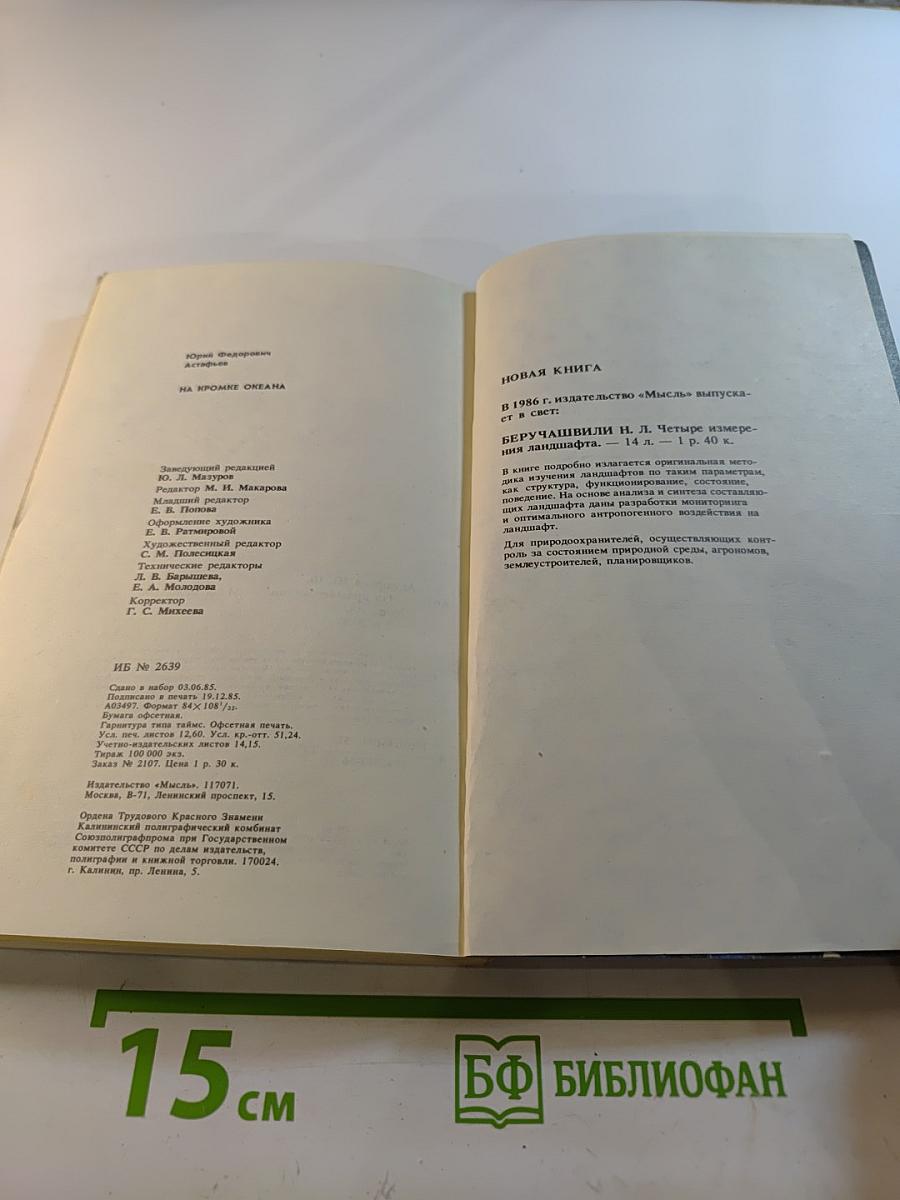 Юрий Федорович
Астафьев
НА КРОМКЕ ОКЕАНА
Заведующий редакцией
Ю. Л. Мазуров
Редактор М. И. Макарова
Младший редактор
Е. В. Попова
Оформление художника
Е. В. Ратмировой
Художественный редактор
С. М. Полесицкая
Технические редакторы
Л. В. Барышева,
Е. А. Молодова
Корректор
Г. С. Михеева
ИБ № 2639
Сдано в набор 03.06.85.
Подписано в печать 19.12.85.
А03497. Формат 84×108¹/₃₂.
Бумага офсетная.
Гарнитура типа таймс. Офсетная печать.
Усл. печ. листов 12,60. Усл. кр.-отт. 51,24.
Учетно-издательских листов 14,15.
Тираж 100 000 экз.
Заказ № 2107. Цена 1 р. 30 к.
Издательство «Мысль». 117071.
Москва, В-71, Ленинский проспект, 15.
Ордена Трудового Красного Знамени
Калининский полиграфический комбинат
Союзполиграфпрома при Государственном
комитете СССР по делам издательств,
полиграфии и книжной торговли. 170024.
г. Калинин, пр. Ленина, 5.
НОВАЯ КНИГА
В 1986 г. издательство «Мысль» выпуска-
ет в свет:
БЕРУЧАШВИЛИ Н. Л. Четыре измере-
ния ландшафта. — 14 л. — 1 р. 40 к.
В книге подробно излагается оригинальная мето-
дика изучения ландшафтов по таким параметрам,
как структура, функционирование, состояние,
поведение. На основе анализа и синтеза составляю-
щих ландшафта даны разработки мониторинга
и оптимального антропогенного воздействия на
ландшафт.
Для природоохранителей, осуществляющих конт-
роль за состоянием природной среды, агрономов,
землеустроителей, планировщиков.
15 см
БФ БИБЛИОФАН